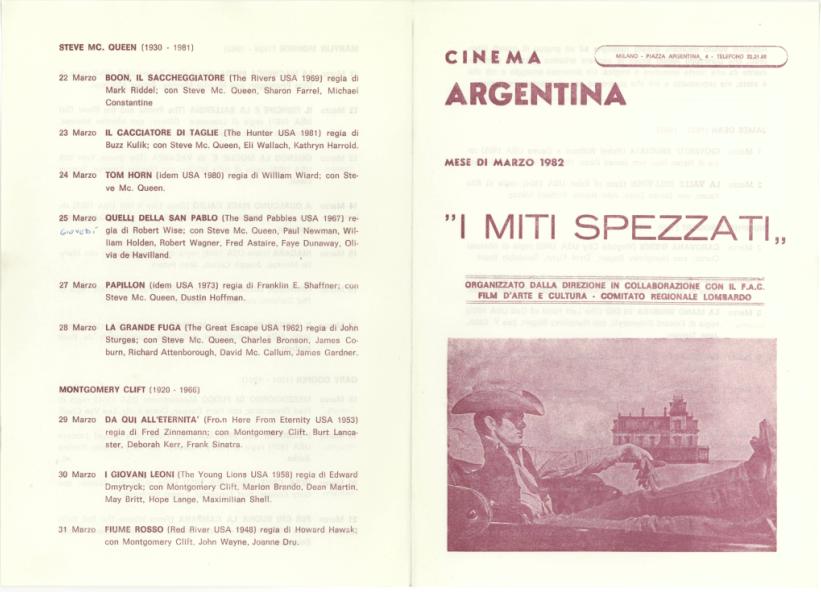 STEVE MC. QUEEN (1930 - 1981)
22 Marzo BOON, IL SACCHEGGIATORE (The Rivers USA 1969) regia di
Mark Riddel; con Steve Mc. Queen, Sharon Farrel, Michael
Constantine
23 Marzo IL CACCIATORE DI TAGLIE (The Hunter USA 1981) regia di
Buzz Kulik; con Steve Mc. Queen, Eli Wallach, Kathryn Harrold.
24 Marzo TOM HORN (idem USA 1980) regia di William Wiard; con Ste-
ve Mc. Queen.
25 Marzo QUELLI DELLA SAN PABLO (The Sand Pabbles USA 1967) re-
Giovedì gia di Robert Wise; con Steve Mc. Queen, Paul Newman, Wil-
liam Holden, Robert Wagner, Fred Astaire, Faye Dunaway, Oli-
via de Havilland.
27 Marzo PAPILLON (idem USA 1973) regia di Franklin E. Shaffner; con
Steve Mc. Queen, Dustin Hoffman.
28 Marzo LA GRANDE FUGA (The Great Escape USA 1962) regia di John
Sturges; con Steve Mc. Queen, Charles Bronson, James Co-
burn, Richard Attenborough, David Mc. Callum, James Gardner.
MONTGOMERY CLIFT (1920 - 1966)
29 Marzo DA QUI ALL'ETERNITA' (From Here From Eternity USA 1953)
regia di Fred Zinnemann; con Montgomery Clift, Burt Lanca-
ster, Deborah Kerr, Frank Sinatra.
30 Marzo I GIOVANI LEONI (The Young Lions USA 1958) regia di Edward
Dmytryck; con Montgomery Clift, Marlon Brando, Dean Martin,
May Britt, Hope Lange, Maximilian Shell.
31 Marzo FIUME ROSSO (Red River USA 1948) regia di Howard Hawak;
con Montgomery Clift, John Wayne, Joanne Dru.
CINEMA
MILANO - PIAZZA ARGENTINA, 4 - TELEFONO
ARGENTINA
MESE DI MARZO 1982
"I MITI SPEZZATI„
ORGANIZZATO DALLA DIREZIONE IN COLLABORAZIONE CON IL F.A.C.
FILM D'ARTE E CULTURA - COMITATO REGIONALE LOMBARDO